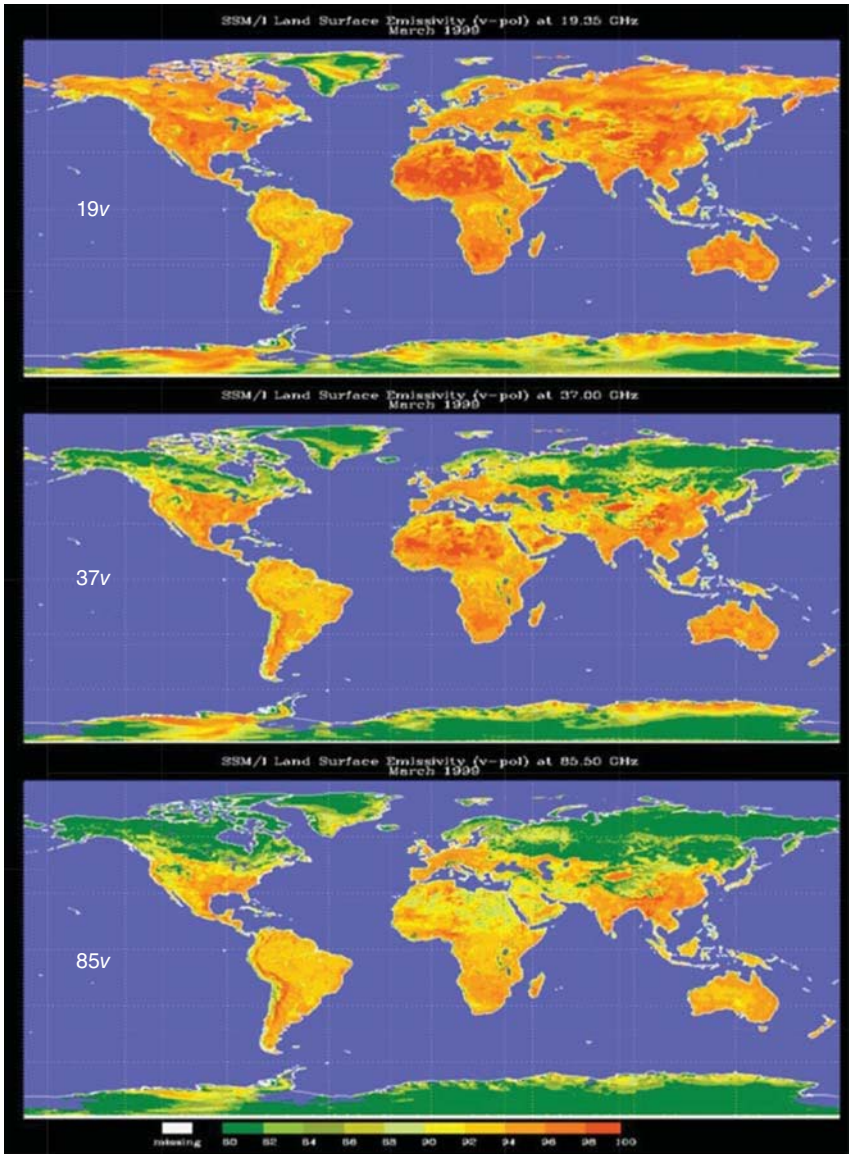 SSM/I Land Surface Emissivity (v-pol) at 19.35 GHz
March 1999
19v
SSM/I Land Surface Emissivity (v-pol) at 37.00 GHz
March 1999
37v
SSM/I Land Surface Emissivity (v-pol) at 85.50 GHz
March 1999
85v
missing 80 82 84 86 88 90 92 94 96 98 100